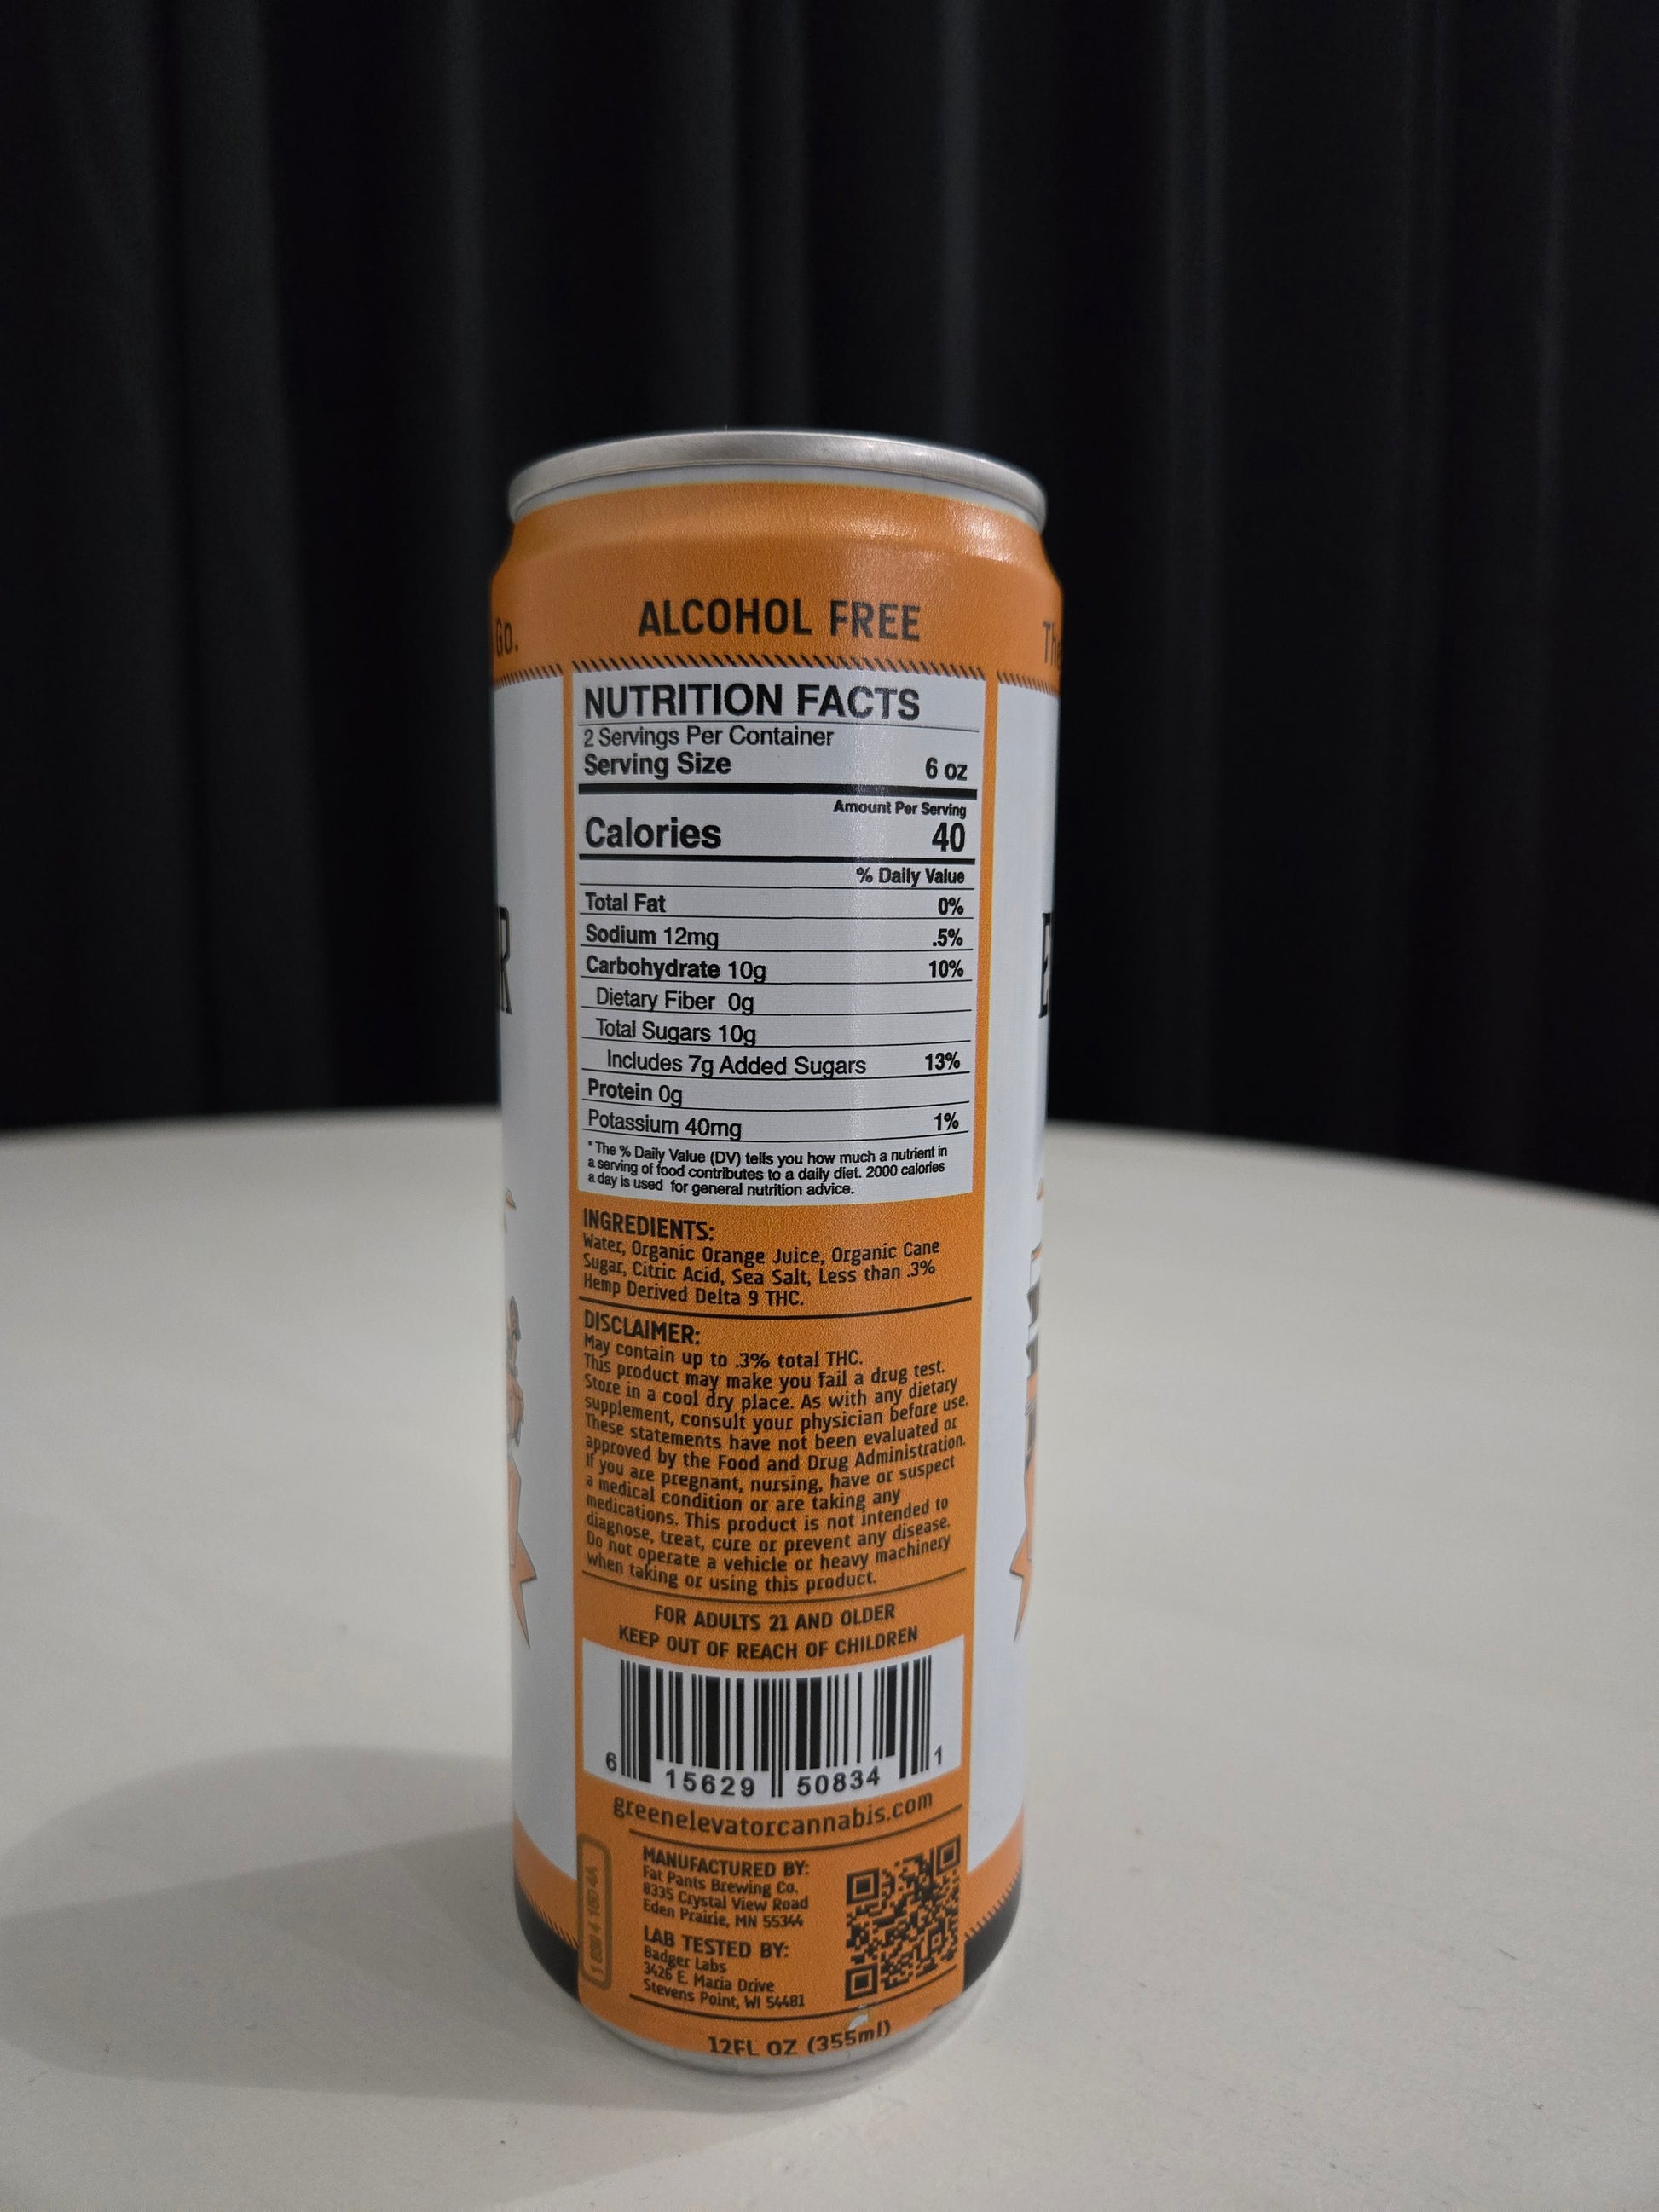 ALCOHOL FREE
Go.
NUTRITION FACTS
2 Servings Per Container
Serving Size 6 oz
Amount Per Serving
Calories 40
% Daily Value
Total Fat 0%
Sodium 12mg .5%
Carbohydrate 10g 10%
Dietary Fiber 0g
Total Sugars 10g
Includes 7g Added Sugars 13%
Protein 0g
Potassium 40mg 1%
*The % Daily Value (DV) tells you how much a nutrient in
a serving of food contributes to a daily diet. 2000 calories
a day is used for general nutrition advice.
INGREDIENTS:
Water, Organic Orange Juice, Organic Cane
Sugar, Citric Acid, Sea Salt, Less than .3%
Hemp Derived Delta 9 THC.
DISCLAIMER:
May contain up to .3% total THC.
This product may make you fail a drug test.
Store in a cool dry place. As with any dietary
supplement, consult your physician before use.
These statements have not been evaluated or
approved by the Food and Drug Administration.
If you are pregnant, nursing, have or suspect
a medical condition or are taking any
medications. This product is not intended to
diagnose, treat, cure or prevent any disease.
Do not operate a vehicle or heavy machinery
when taking or using this product.
FOR ADULTS 21 AND OLDER
KEEP OUT OF REACH OF CHILDREN
6 15629 50834 1
greenelevatorcannabis.com
MANUFACTURED BY:
Fat Pants Brewing Co.
8335 Crystal View Road
Eden Prairie, MN 55344
LAB TESTED BY:
Badger Labs
3426 E. Maria Drive
Stevens Point, WI 54481
12FL OZ (355ml)